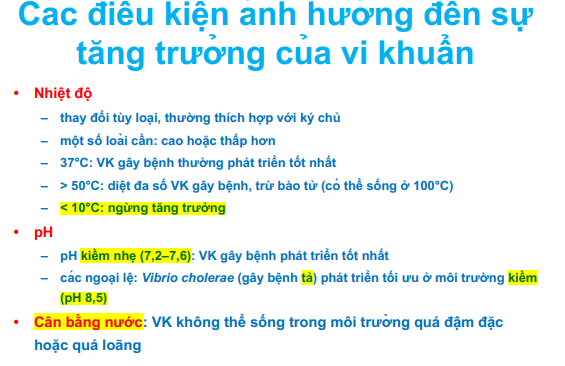 Các điều kiện ảnh hưởng đến sự
tăng trưởng của vi khuẩn
• Nhiệt độ
– thay đổi tùy loại, thường thích hợp với ký chủ
– một số loài cần: cao hoặc thấp hơn
– 37°C: VK gây bệnh thường phát triển tốt nhất
– > 50°C: diệt đa số VK gây bệnh, trừ bào tử (có thể sống ở 100°C)
– < 10°C: ngừng tăng trưởng
• pH
– pH kiềm nhẹ (7,2–7,6): VK gây bệnh phát triển tốt nhất
– các ngoại lệ: Vibrio cholerae (gây bệnh tả) phát triển tối ưu ở môi trường kiềm
(pH 8,5)
• Cân bằng nước: VK không thể sống trong môi trường quá đậm đặc
hoặc quá loãng